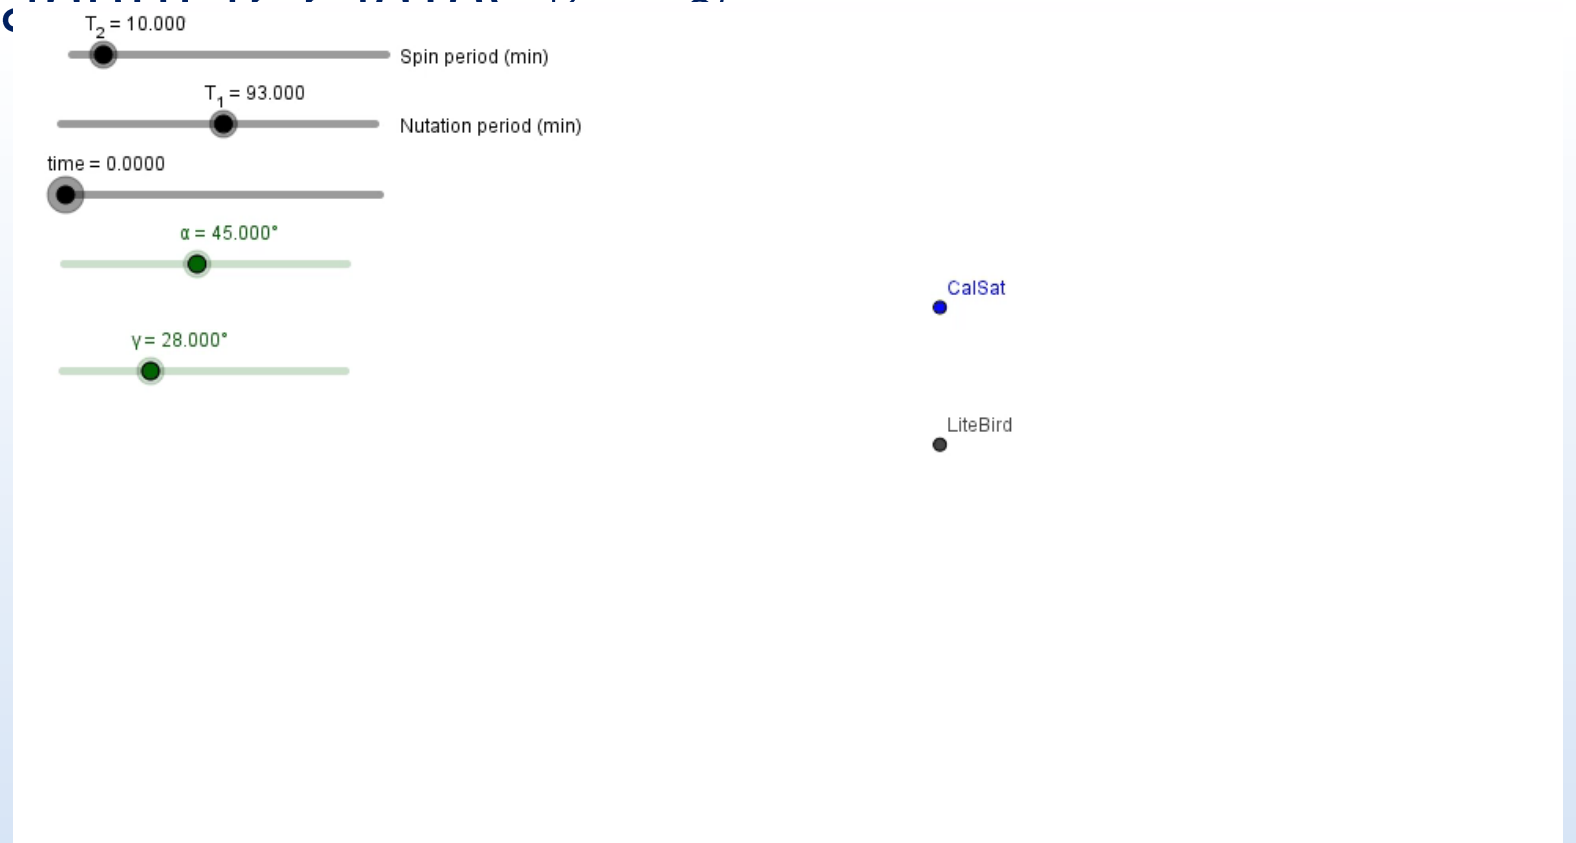 T2 = 10.000
Spin period (min)
T1 = 93.000
Nutation period (min)
time = 0.0000
α = 45.000°
CalSat
γ = 28.000°
LiteBird